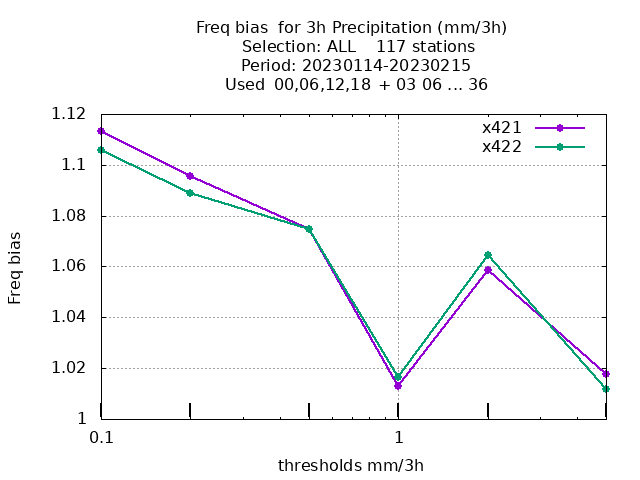 Freq bias  for 3h Precipitation (mm/3h)
Selection: ALL    117 stations
Period: 20230114-20230215
Used  00,06,12,18  + 03 06 ... 36
x421
x422
1.12
1.1
1.08
1.06
1.04
1.02
1
Freq bias
0.1
1
thresholds mm/3h